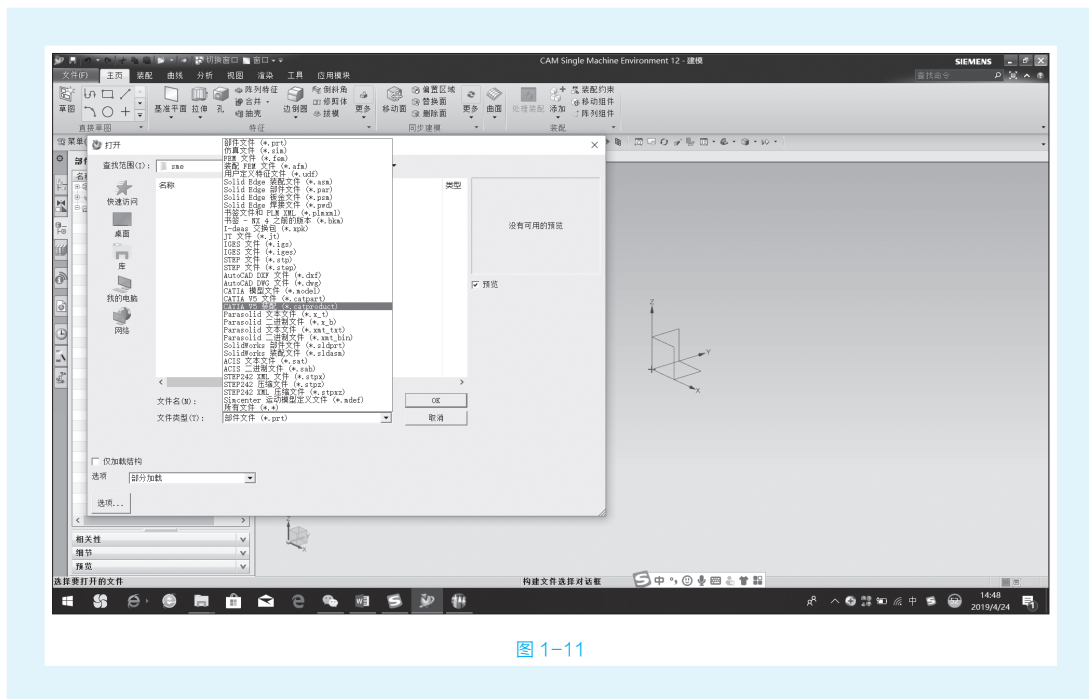 切换窗口 窗口
CAM Single Machine Environment 12 - 建模
SIEMENS
文件(F) 主页 装配 曲线 分析 视图 渲染 工具 应用模块
查找命令
草图
直接草图
基准平面 拉伸 孔
阵列特征
合并
抽壳
边倒圆
倒斜角
修剪体
拔模
更多
特征
移动面
偏置区域
替换面
删除面
更多
同步建模
曲面
处理装配 添加
装配约束
移动组件
阵列组件
装配
菜单
打开
查找范围(I): sme
名称
类型
快速访问
桌面
库
我的电脑
网络
部件文件 (*.prt)
仿真文件 (*.sim)
FEM 文件 (*.fem)
装配 FEM 文件 (*.afm)
用户定义特征文件 (*.udf)
Solid Edge 装配文件 (*.asm)
Solid Edge 部件文件 (*.par)
Solid Edge 钣金文件 (*.psm)
Solid Edge 焊接文件 (*.pwd)
书签文件和 PLM XML (*.plmxml)
书签 - NX 4 之前的版本 (*.bkm)
I-deas 交换包 (*.xpk)
JT 文件 (*.jt)
IGES 文件 (*.igs)
IGES 文件 (*.iges)
STEP 文件 (*.stp)
STEP 文件 (*.step)
AutoCAD DXF 文件 (*.dxf)
AutoCAD DWG 文件 (*.dwg)
CATIA 模型文件 (*.model)
CATIA V5 文件 (*.catpart)
CATIA V5 装配 (*.catproduct)
Parasolid 文本文件 (*.x_t)
Parasolid 二进制文件 (*.x_b)
Parasolid 文本文件 (*.xmt_txt)
Parasolid 二进制文件 (*.xmt_bin)
SolidWorks 部件文件 (*.sldprt)
SolidWorks 装配文件 (*.sldasm)
ACIS 文本文件 (*.sat)
ACIS 二进制文件 (*.sab)
STEP242 XML 文件 (*.stpx)
STEP242 压缩文件 (*.stpz)
STEP242 XML 压缩文件 (*.stpxz)
Simcenter 运动模型定义文件 (*.mdef)
所有文件 (*.*)
没有可用的预览
预览
文件名(N):
OK
文件类型(T): 部件文件 (*.prt)
取消
仅加载结构
选项 部分加载
选项...
Z
Y
X
Z
X
相关性
细节
预览
选择要打开的文件
构建文件选择对话框
中
中
14:48
2019/4/24
图 1-11